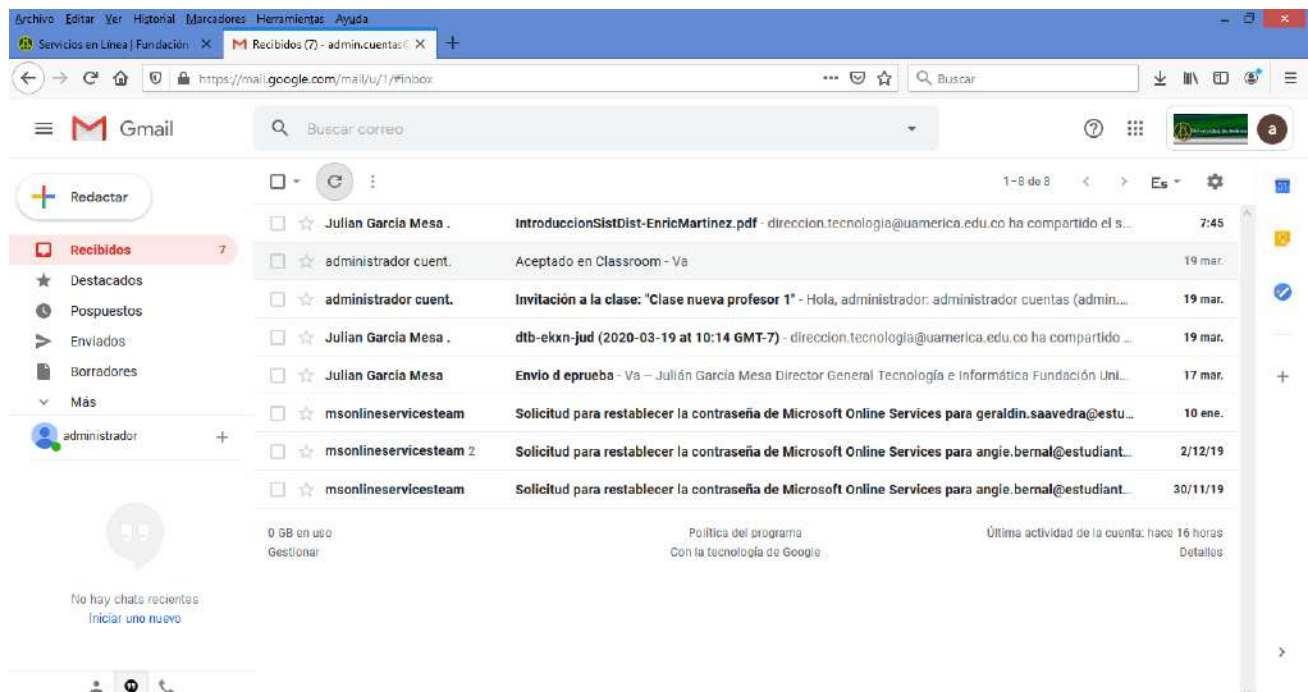 Archivo Editar Ver Historial Marcadores Herramientas Ayuda
Servicios en Línea | Fundación
Recibidos (7) - admin.cuentas
https://mail.google.com/mail/u/1/#inbox
Buscar
Gmail
Buscar correo
a
Redactar
1–8 de 8
Es
Recibidos 7
Destacados
Pospuestos
Enviados
Borradores
Más
administrador
Julian García Mesa . IntroduccionSistDist-EnricMartinez.pdf - direccion.tecnologia@uamerica.edu.co ha compartido el s... 7:45
administrador cuent. Aceptado en Classroom - Va 19 mar.
administrador cuent. Invitación a la clase: "Clase nueva profesor 1" - Hola, administrador: administrador cuentas (admin.... 19 mar.
Julian García Mesa . dtb-ekxn-jud (2020-03-19 at 10:14 GMT-7) - direccion.tecnologia@uamerica.edu.co ha compartido ... 19 mar.
Julian Garcia Mesa Envio d eprueba - Va — Julián García Mesa Director General Tecnología e Informática Fundación Uni... 17 mar.
msonlineservicesteam Solicitud para restablecer la contraseña de Microsoft Online Services para geraldin.saavedra@estu... 10 ene.
msonlineservicesteam 2 Solicitud para restablecer la contraseña de Microsoft Online Services para angie.bernal@estudiant... 2/12/19
msonlineservicesteam Solicitud para restablecer la contraseña de Microsoft Online Services para angie.bernal@estudiant... 30/11/19
0 GB en uso
Gestionar
Política del programa
Con la tecnología de Google
Última actividad de la cuenta: hace 16 horas
Detalles
No hay chats recientes
Iniciar uno nuevo